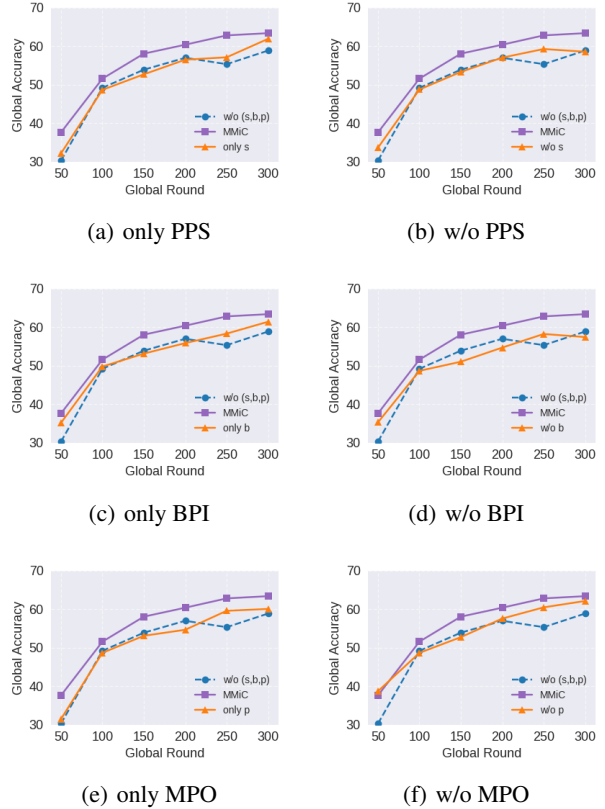 70
60
50
40
30
Global Accuracy
w/o (s,b,p)
MMiC
only s
50 100 150 200 250 300
Global Round
(a) only PPS
70
60
50
40
30
Global Accuracy
w/o (s,b,p)
MMiC
w/o s
50 100 150 200 250 300
Global Round
(b) w/o PPS
70
60
50
40
30
Global Accuracy
w/o (s,b,p)
MMiC
only b
50 100 150 200 250 300
Global Round
(c) only BPI
70
60
50
40
30
Global Accuracy
w/o (s,b,p)
MMiC
w/o b
50 100 150 200 250 300
Global Round
(d) w/o BPI
70
60
50
40
30
Global Accuracy
w/o (s,b,p)
MMiC
only p
50 100 150 200 250 300
Global Round
(e) only MPO
70
60
50
40
30
Global Accuracy
w/o (s,b,p)
MMiC
w/o p
50 100 150 200 250 300
Global Round
(f) w/o MPO